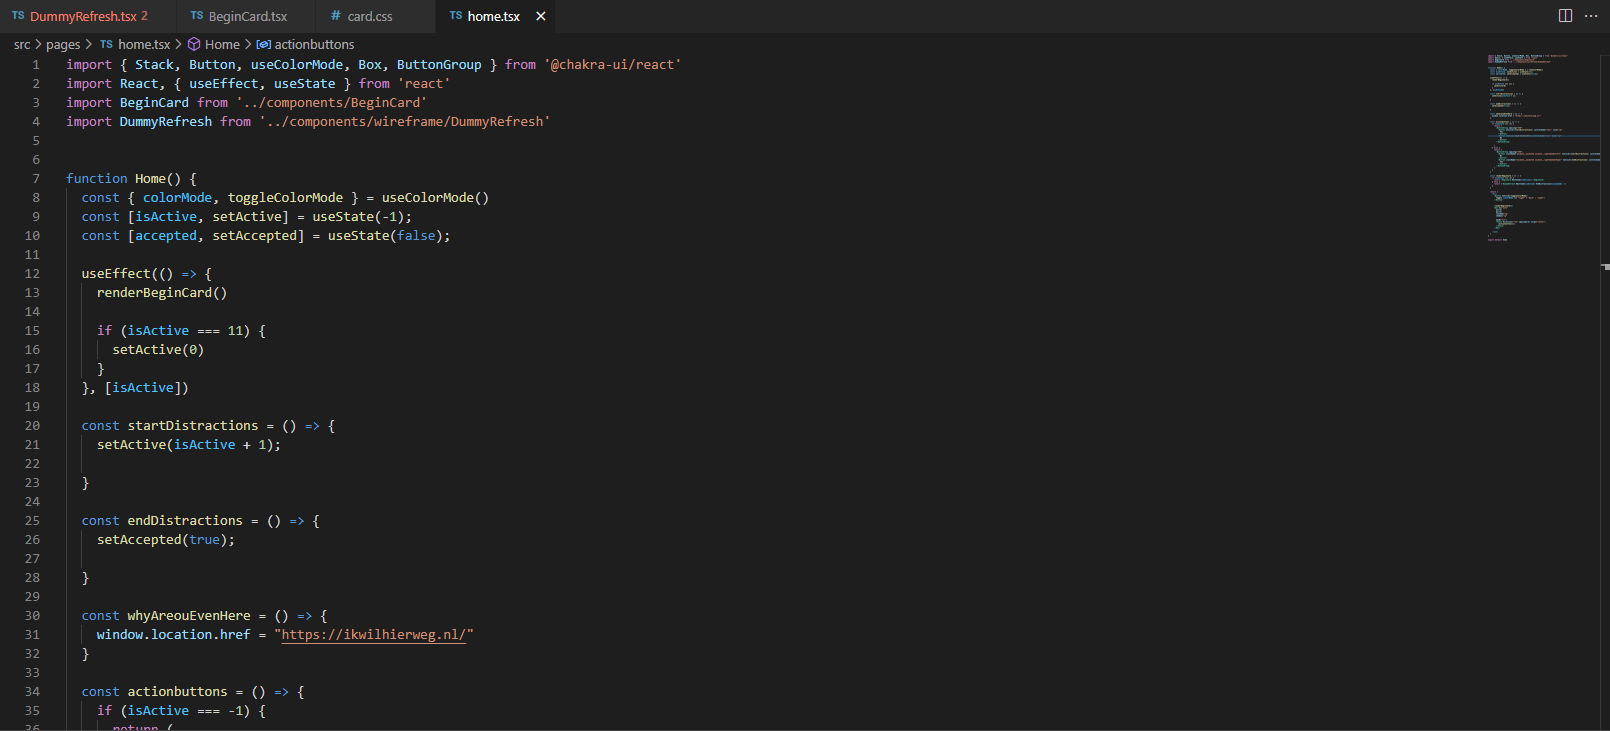 TS DummyRefresh.tsx 2 TS BeginCard.tsx # card.css TS home.tsx ×
src > pages > TS home.tsx > Home > actionbuttons
1 import { Stack, Button, useColorMode, Box, ButtonGroup } from '@chakra-ui/react'
2 import React, { useEffect, useState } from 'react'
3 import BeginCard from '../components/BeginCard'
4 import DummyRefresh from '../components/wireframe/DummyRefresh'
5
6
7 function Home() {
8 const { colorMode, toggleColorMode } = useColorMode()
9 const [isActive, setActive] = useState(-1);
10 const [accepted, setAccepted] = useState(false);
11
12 useEffect(() => {
13 renderBeginCard()
14
15 if (isActive === 11) {
16 setActive(0)
17 }
18 }, [isActive])
19
20 const startDistractions = () => {
21 setActive(isActive + 1);
22
23 }
24
25 const endDistractions = () => {
26 setAccepted(true);
27
28 }
29
30 const whyAreouEvenHere = () => {
31 window.location.href = "https://ikwilhierweg.nl/"
32 }
33
34 const actionbuttons = () => {
35 if (isActive === -1) {
36 return (